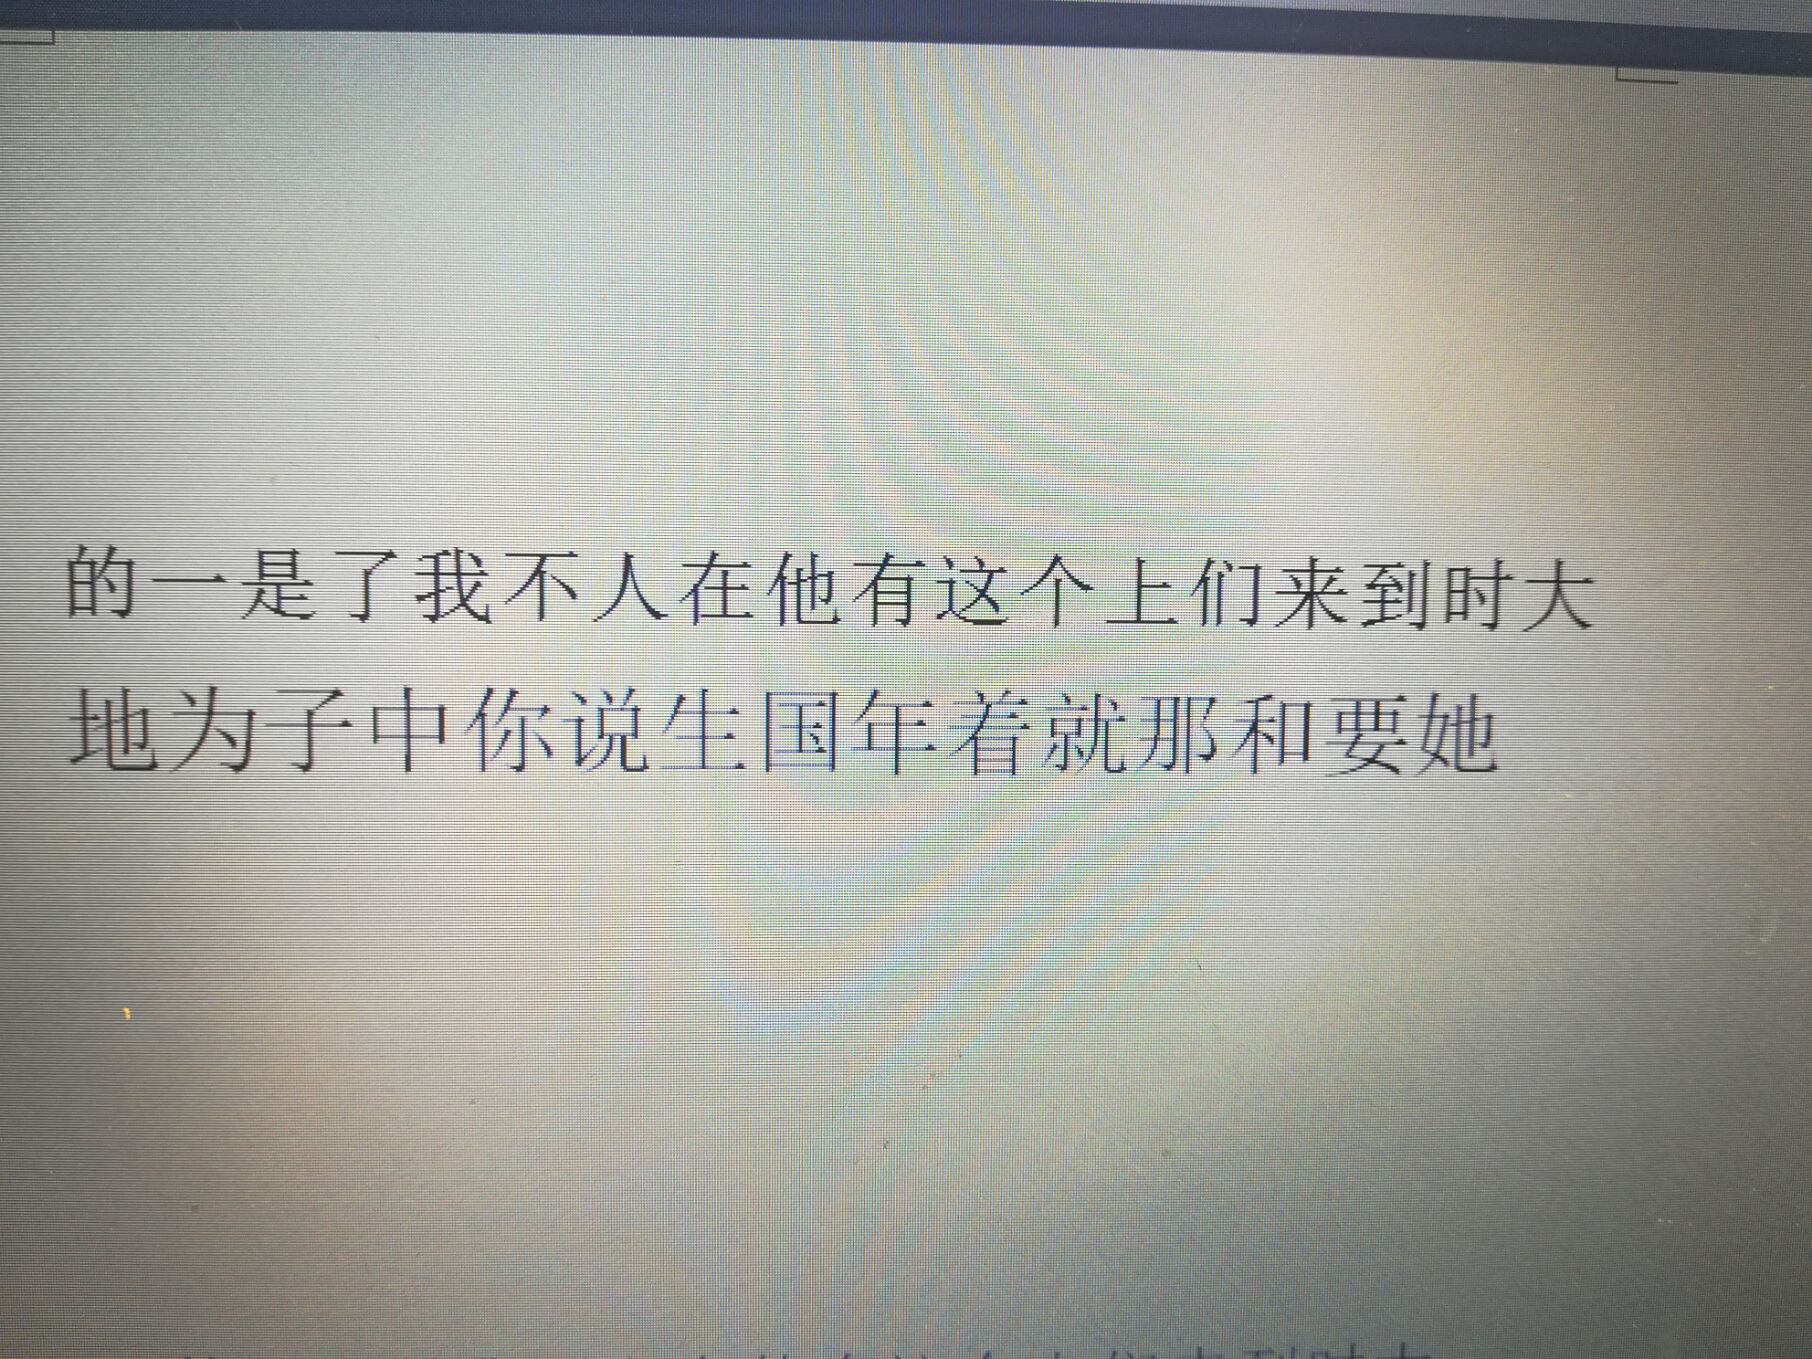 的一是了我不人在他有这个上们来到时大
地为子中你说生国年着就那和要她